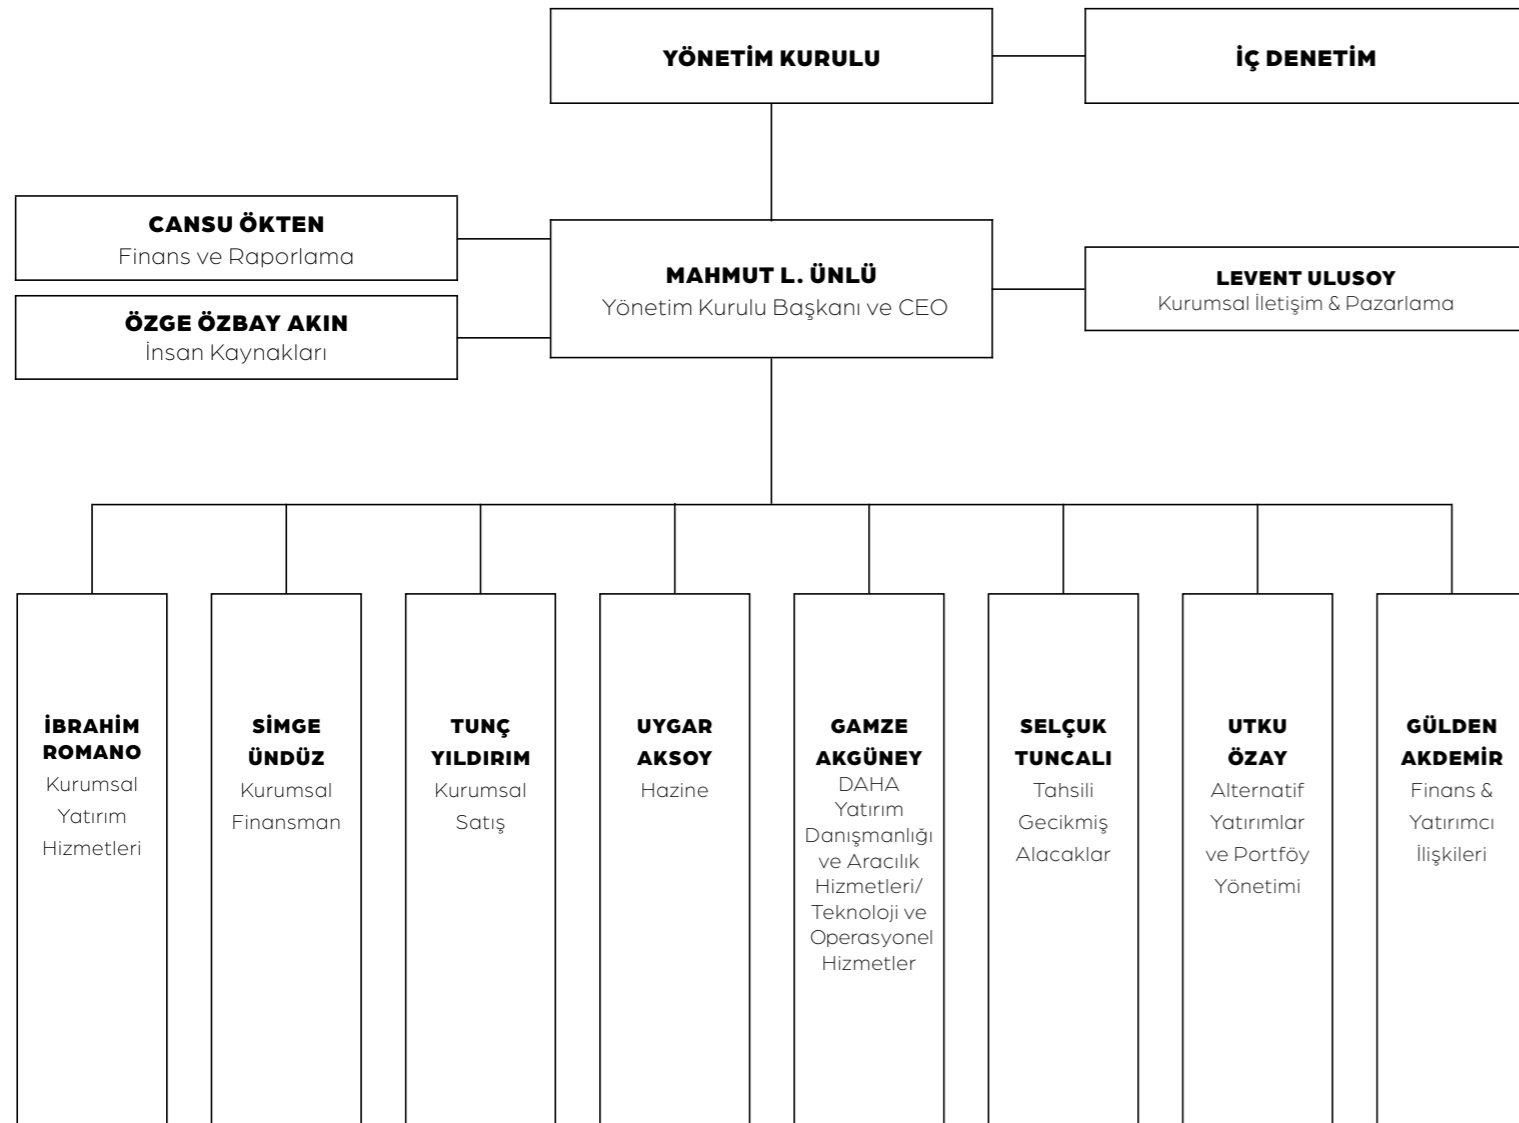 YÖNETİM KURULU
İÇ DENETİM
CANSU ÖKTEN
Finans ve Raporlama
ÖZGE ÖZBAY AKIN
İnsan Kaynakları
MAHMUT L. ÜNLÜ
Yönetim Kurulu Başkanı ve CEO
LEVENT ULUSOY
Kurumsal İletişim & Pazarlama
İBRAHİM
ROMANO
Kurumsal
Yatırım
Hizmetleri
SİMGE
ÜNDÜZ
Kurumsal
Finansman
TUNÇ
YILDIRIM
Kurumsal
Satış
UYGAR
AKSOY
Hazine
GAMZE
AKGÜNEY
DAHA
Yatırım
Danışmanlığı
ve Aracılık
Hizmetleri/
Teknoloji ve
Operasyonel
Hizmetler
SELÇUK
TUNCALI
Tahsili
Gecikmiş
Alacaklar
UTKU
ÖZAY
Alternatif
Yatırımlar
ve Portföy
Yönetimi
GÜLDEN
AKDEMİR
Finans &
Yatırımcı
İlişkileri